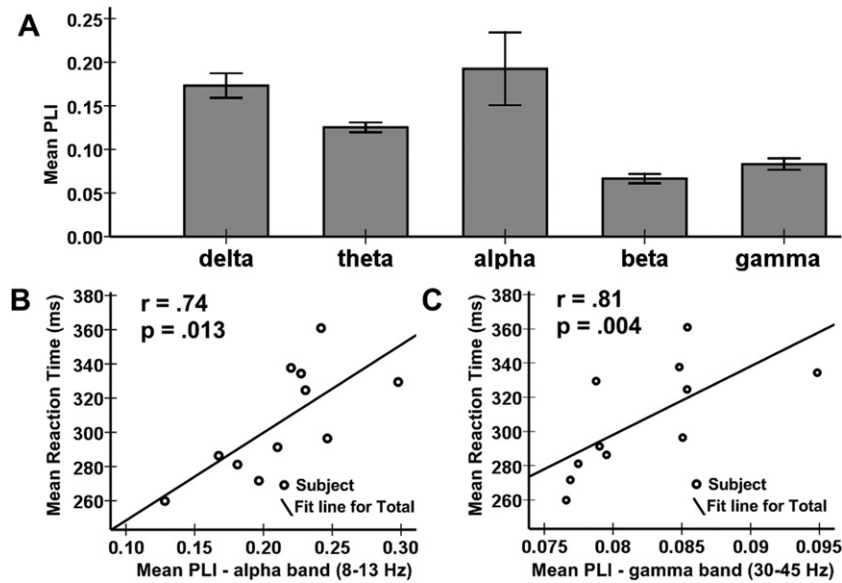 A
Mean PLI
0.25
0.20
0.15
0.10
0.05
0.00
delta theta alpha beta gamma
B
Mean Reaction Time (ms)
380
360
340
320
300
280
260
r = .74
p = .013
Subject
Fit line for Total
0.10 0.15 0.20 0.25 0.30
Mean PLI - alpha band (8-13 Hz)
C
Mean Reaction Time (ms)
380
360
340
320
300
280
260
r = .81
p = .004
Subject
Fit line for Total
0.075 0.08 0.085 0.09 0.095
Mean PLI - gamma band (30-45 Hz)